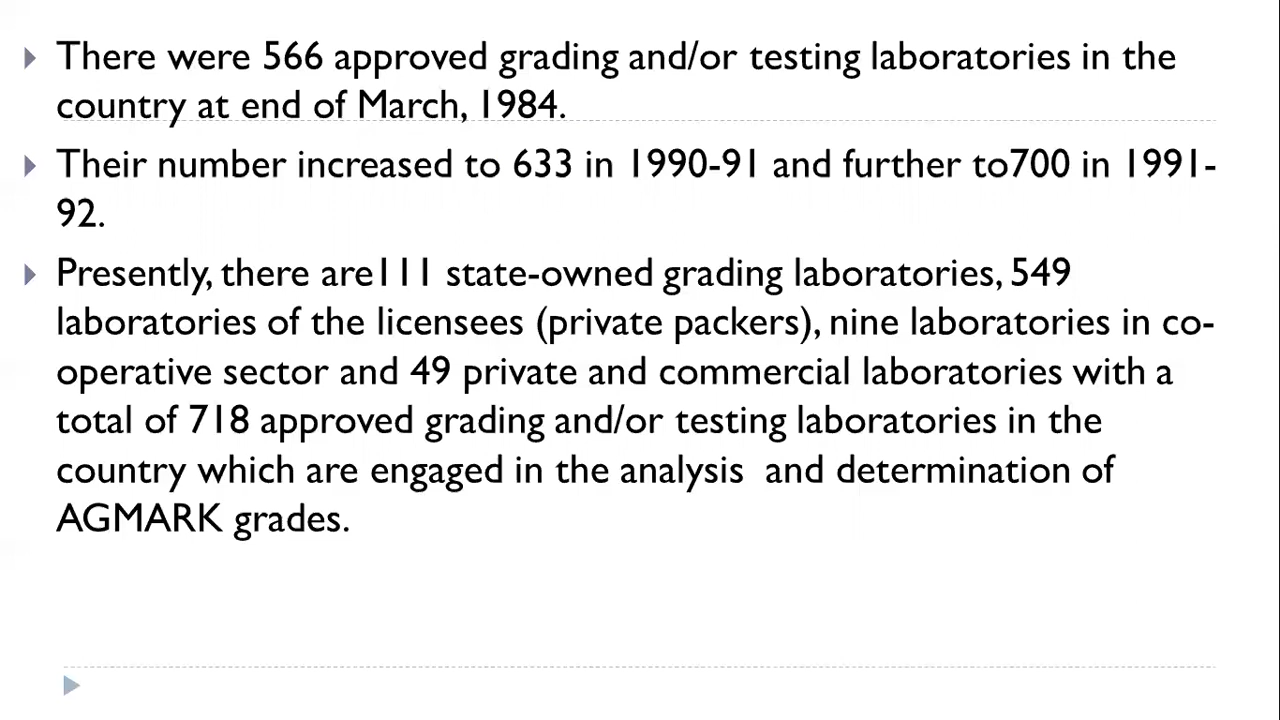 There were 566 approved grading and/or testing laboratories in the
country at end of March, 1984.
Their number increased to 633 in 1990-91 and further to700 in 1991-
92.
Presently, there are111 state-owned grading laboratories, 549
laboratories of the licensees (private packers), nine laboratories in co-
operative sector and 49 private and commercial laboratories with a
total of 718 approved grading and/or testing laboratories in the
country which are engaged in the analysis  and determination of
AGMARK grades.